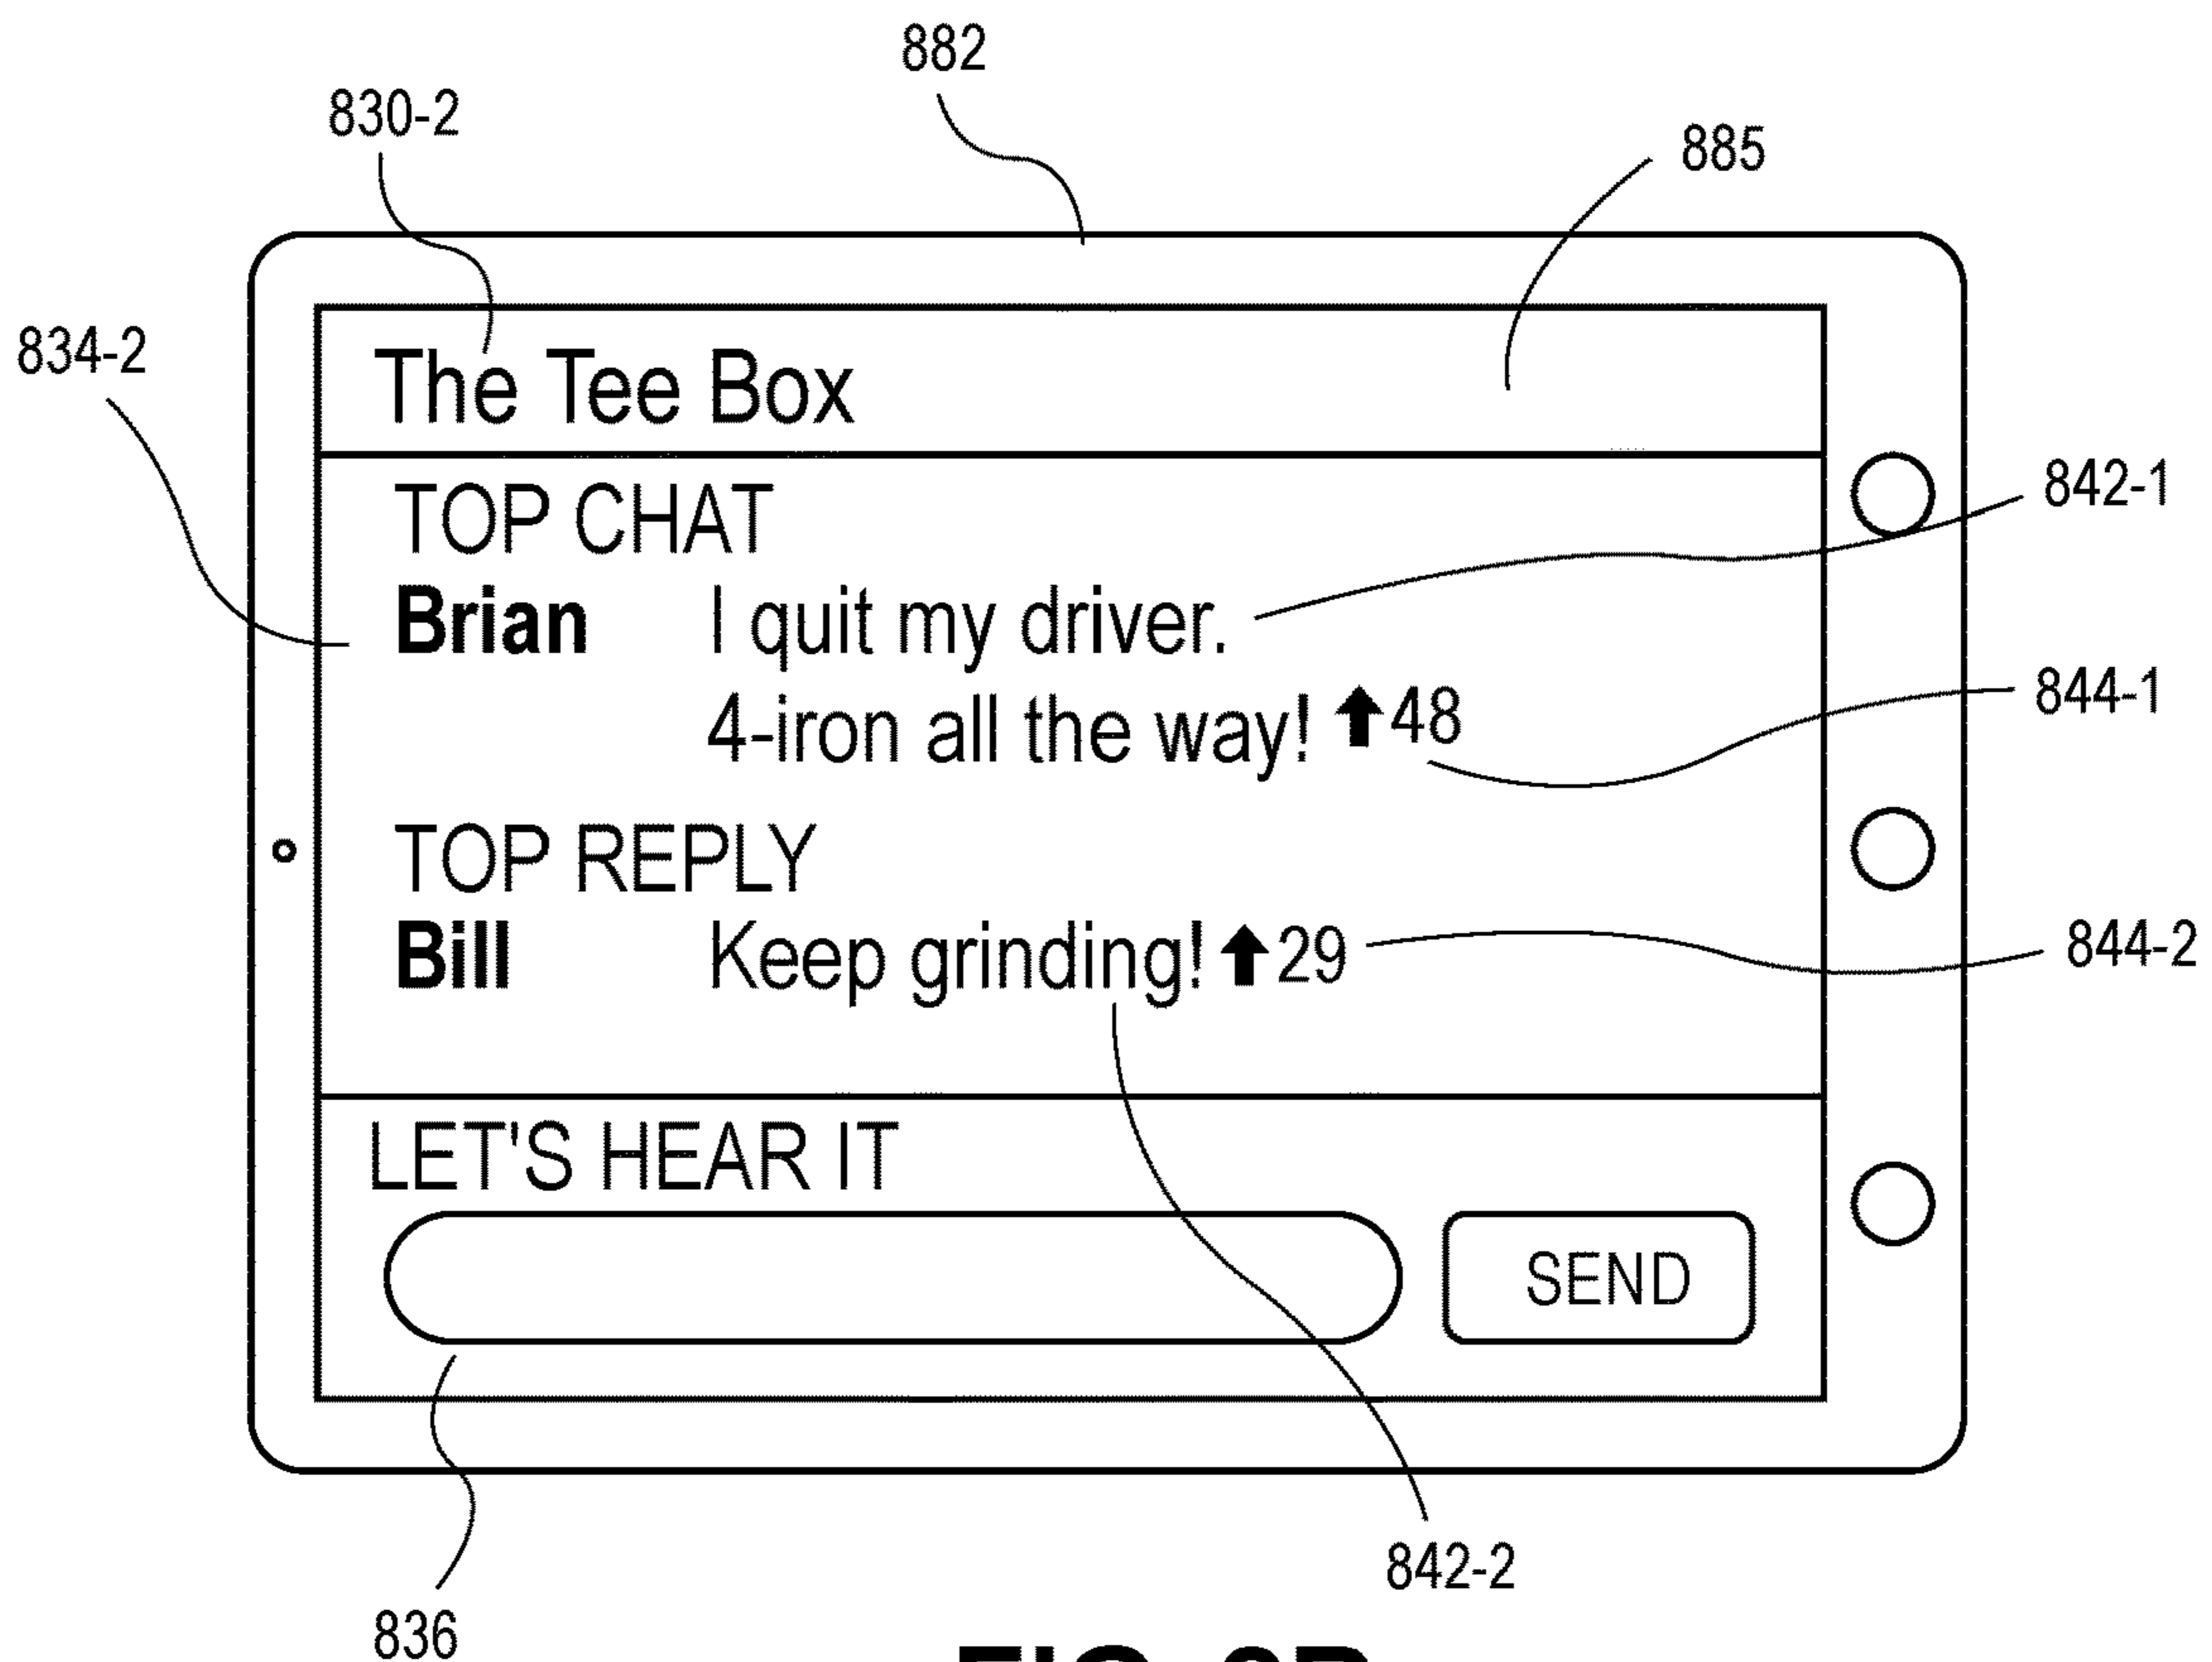 882
830-2
885
834-2
The Tee Box
842-1
TOP CHAT
Brian I quit my driver.
4-iron all the way! ⬆48
844-1
TOP REPLY
Bill Keep grinding! ⬆29
844-2
LET'S HEAR IT
SEND
842-2
836